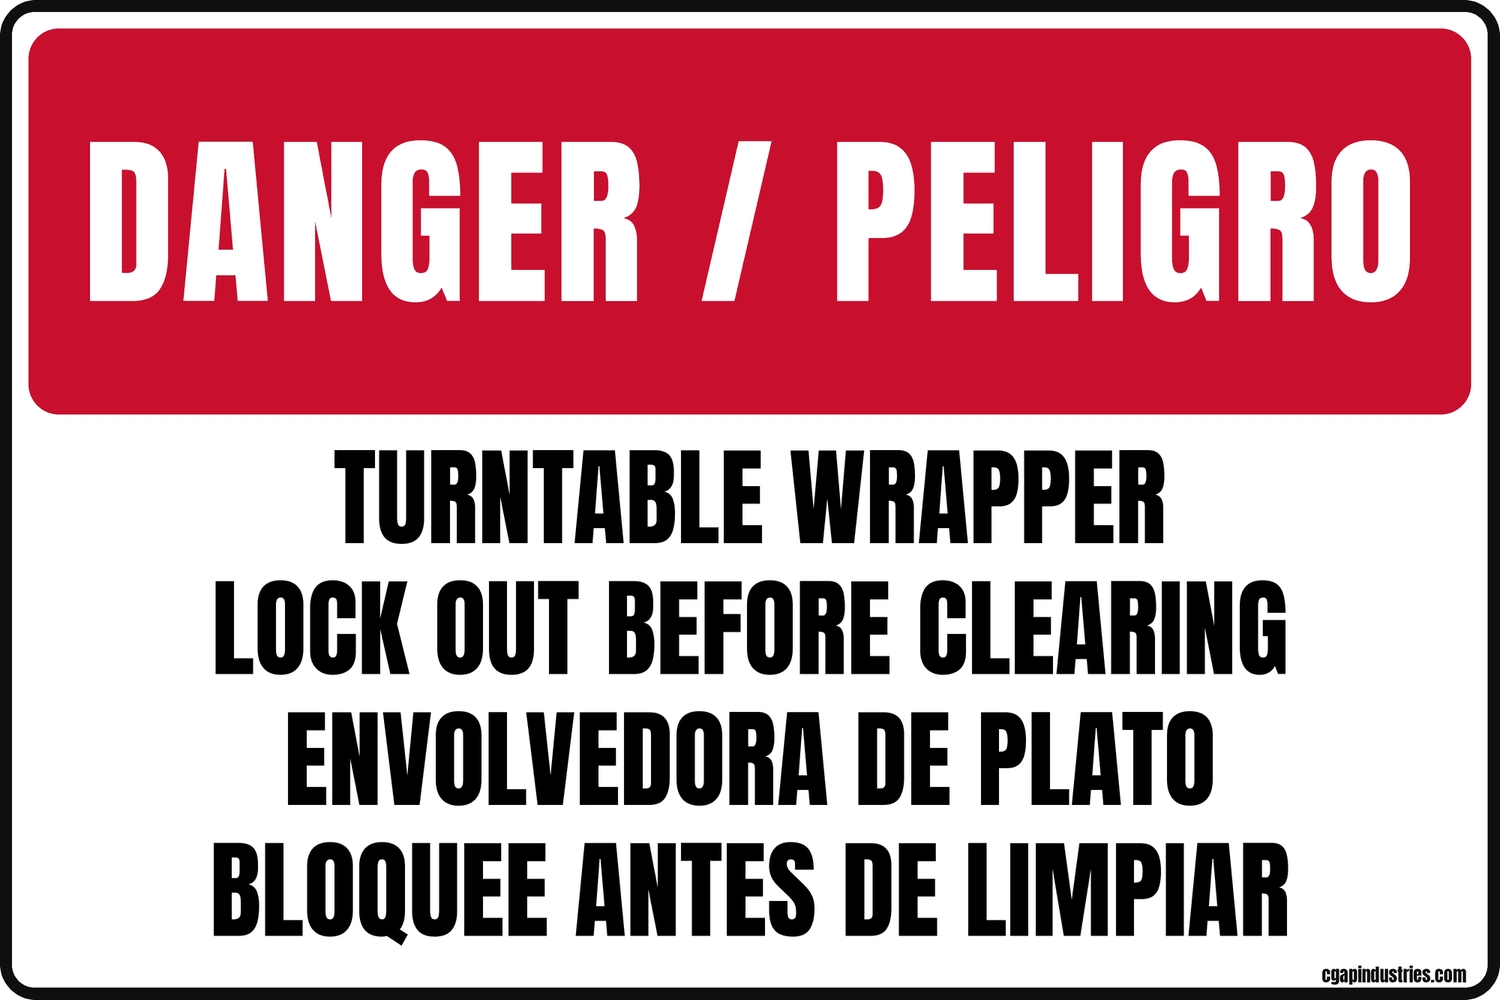 DANGER / PELIGRO
TURNTABLE WRAPPER
LOCK OUT BEFORE CLEARING
ENVOLVEDORA DE PLATO
BLOQUEE ANTES DE LIMPIAR
cgapindustries.com